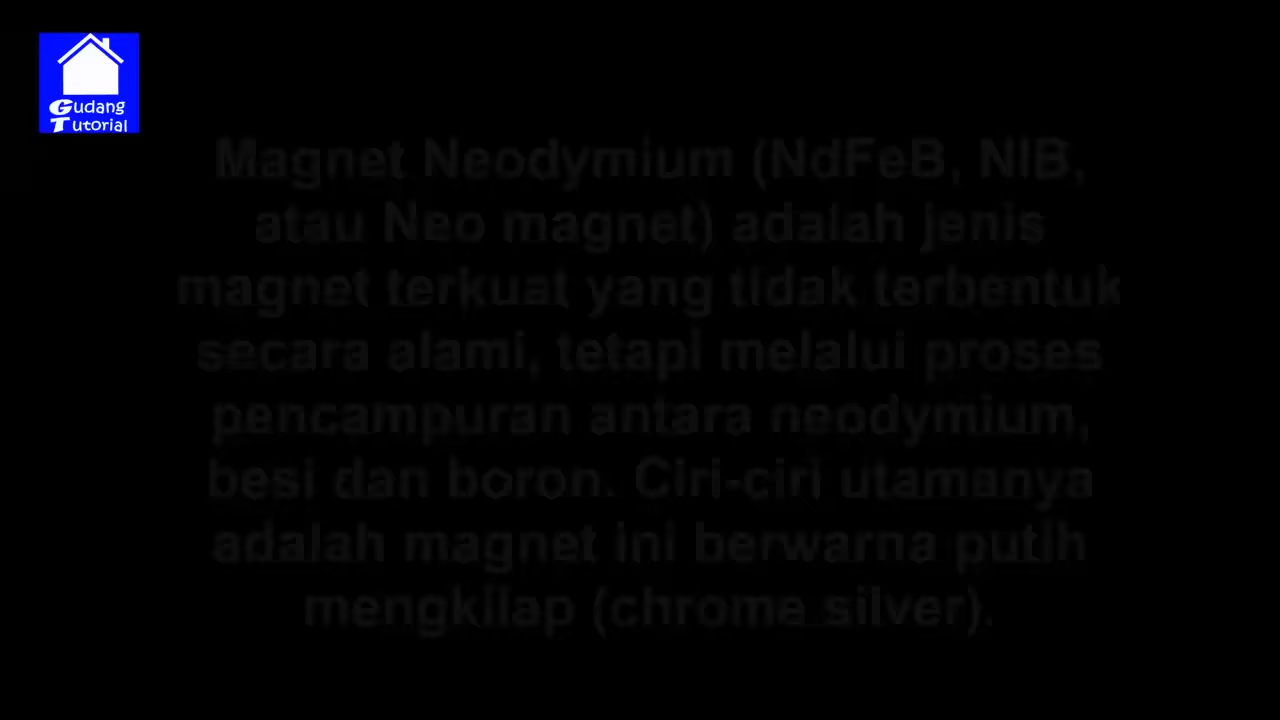 Gudang
Tutorial
Magnet Neodymium (NdFeB, NIB,
atau Neo magnet) adalah jenis
magnet terkuat yang tidak terbentuk
secara alami, tetapi melalui proses
pencampuran antara neodymium,
besi dan boron. Ciri-ciri utamanya
adalah magnet ini berwarna putih
mengkilap (chrome silver).